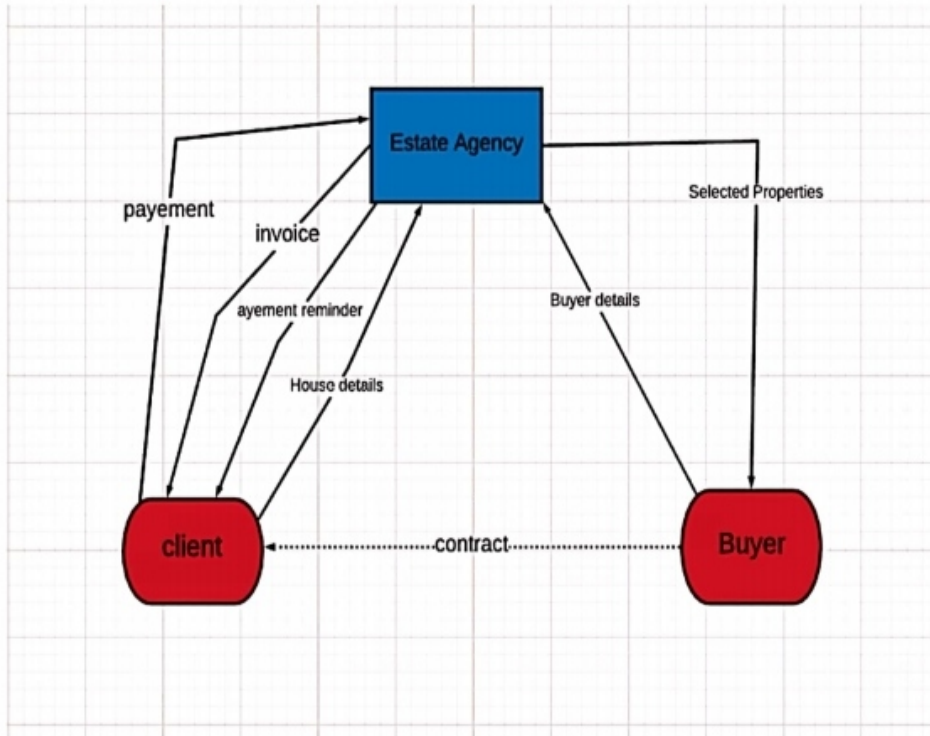 Estate Agency
Selected Properties
payement
invoice
Buyer details
ayement reminder
House details
client
contract
Buyer